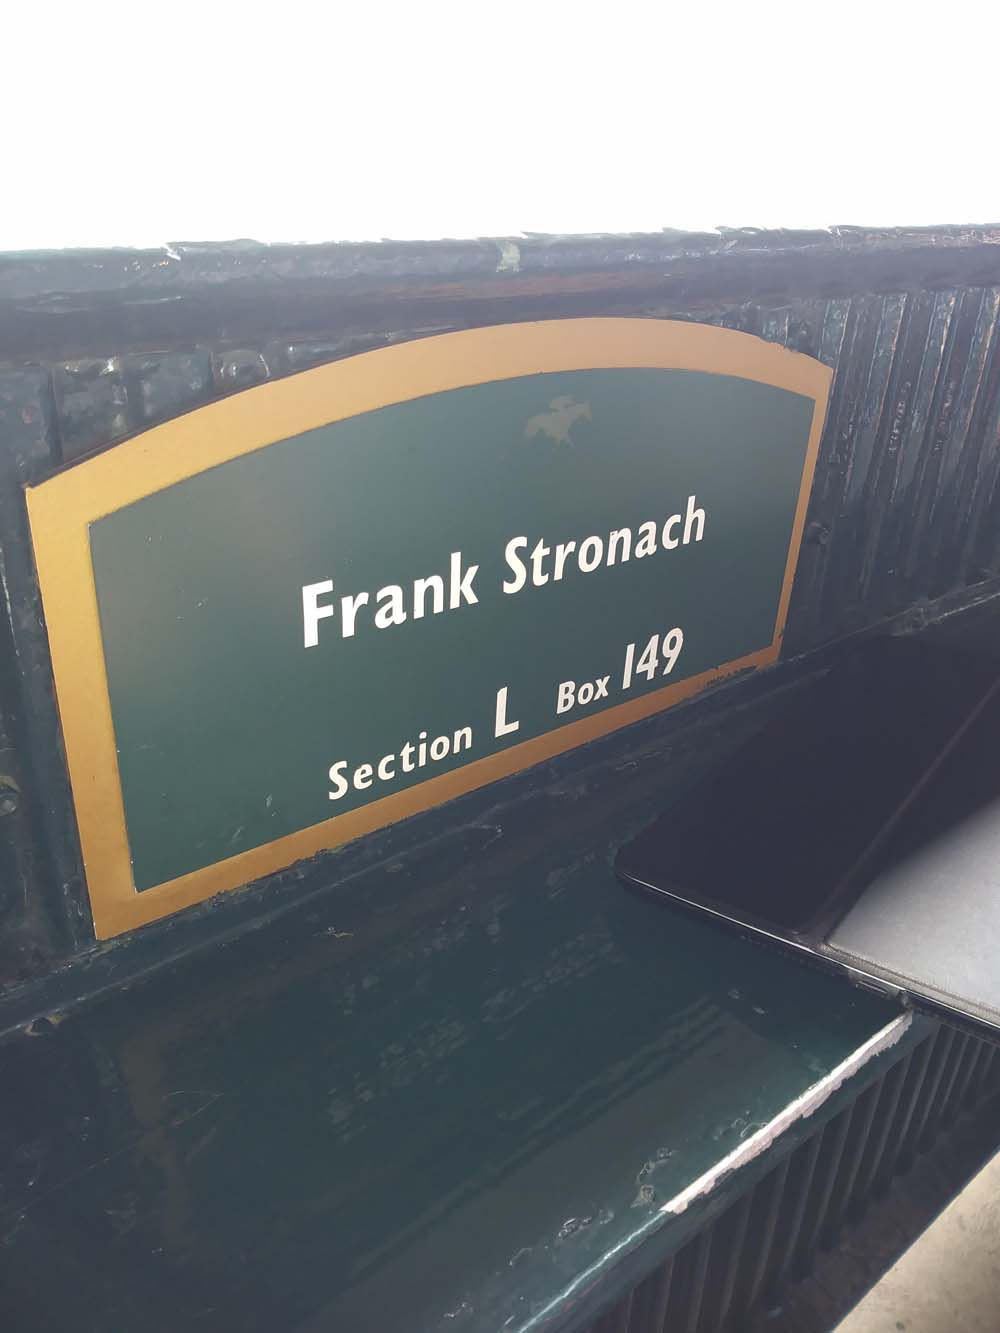 Frank Stronach
Section L Box 149